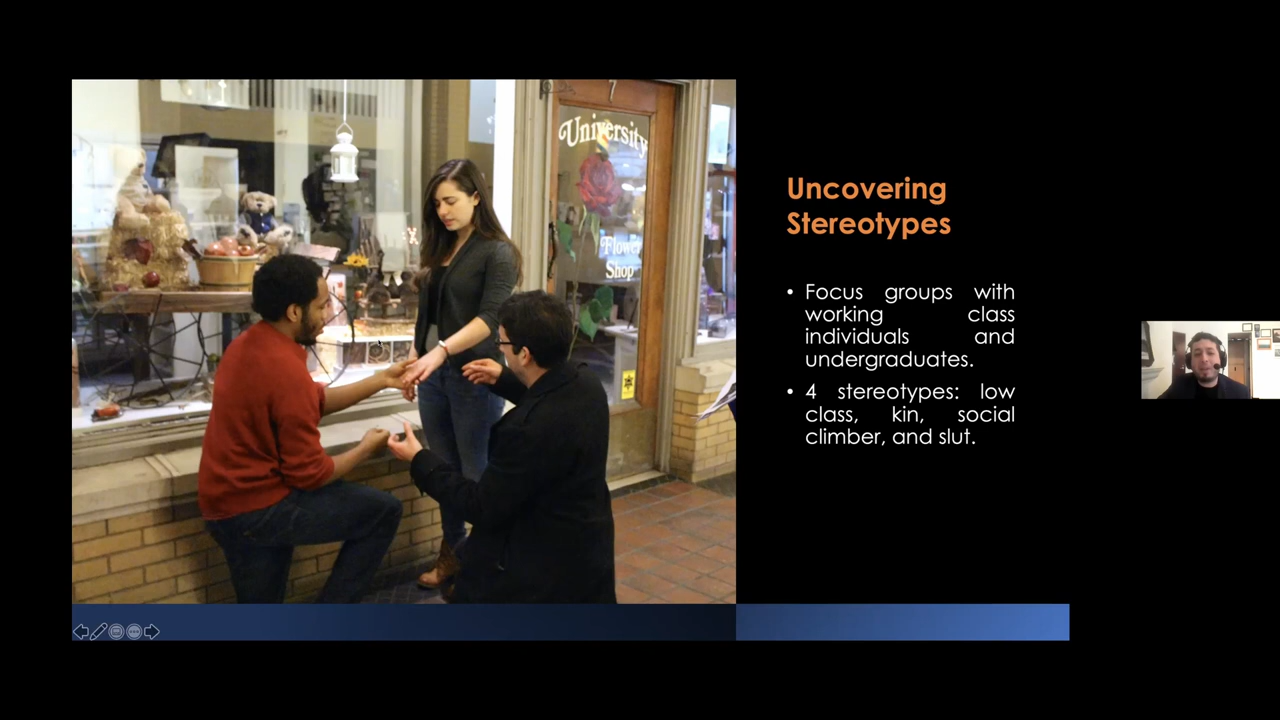 7
University
Flower
Shop
Uncovering
Stereotypes
• Focus groups with
working class
individuals and
undergraduates.
• 4 stereotypes: low
class, kin, social
climber, and slut.